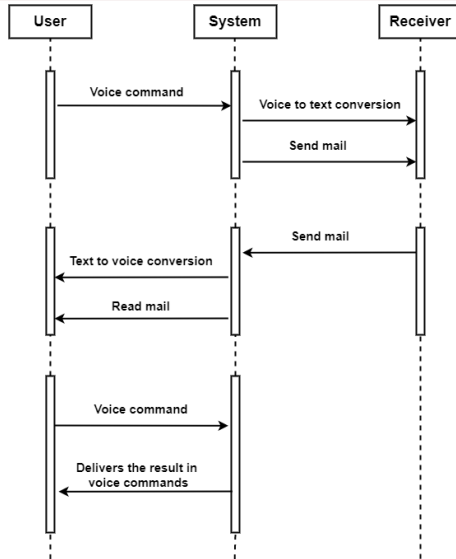 User
System
Receiver
Voice command
Voice to text conversion
Send mail
Send mail
Text to voice conversion
Read mail
Voice command
Delivers the result in
voice commands